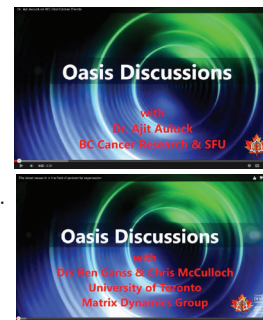 Oasis Discussions
with
Dr. Ajit Auluck
BC Cancer Research & SFU
Oasis Discussions
with
Drs Ben Ganss & Chris McCulloch
University of Toronto
Matrix Dynamics Group